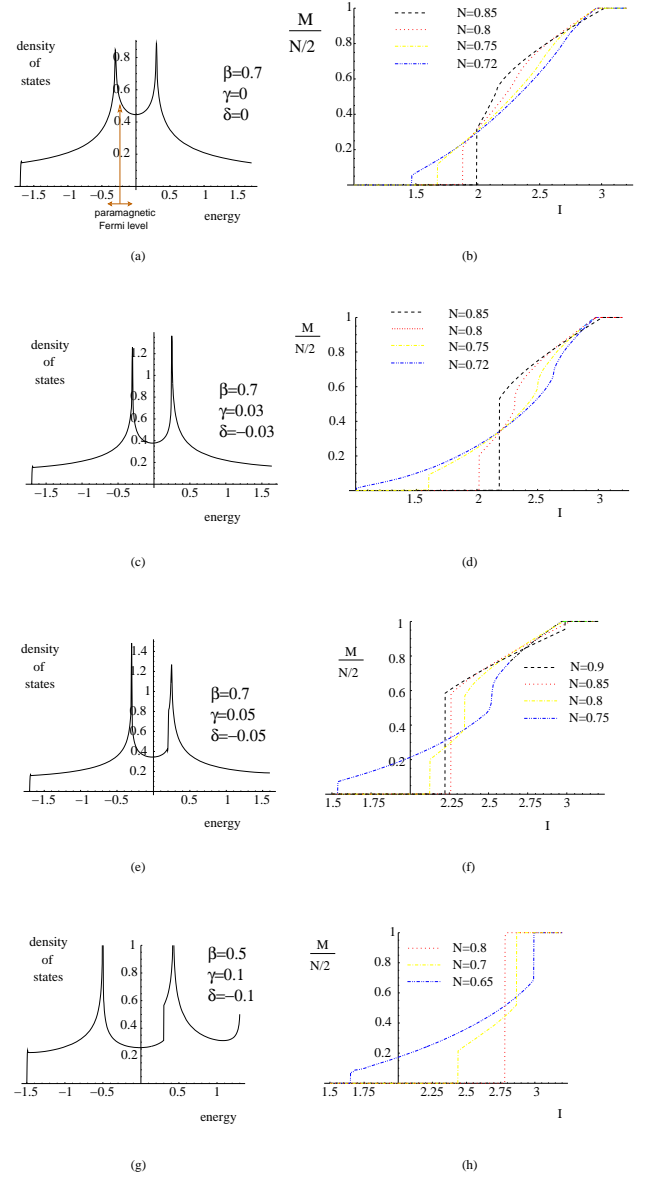 density
of
states
0.8
0.6
0.4
0.2
−1.5 −1 −0.5 0.5 1 1.5
β=0.7
γ=0
δ=0
paramagnetic
Fermi level
energy
(a)
M
N/2
1
0.8
0.6
0.4
0.2
1.5 2 2.5 3
I
N=0.85
N=0.8
N=0.75
N=0.72
(b)
density
of
states
1.2
1
0.8
0.6
0.4
0.2
−1.5 −1 −0.5 0.5 1 1.5
β=0.7
γ=0.03
δ=−0.03
energy
(c)
M
N/2
1
0.8
0.6
0.4
0.2
1.5 2 2.5 3
I
N=0.85
N=0.8
N=0.75
N=0.72
(d)
density
of
states
1.4
1.2
1
0.8
0.6
0.4
0.2
−1.5 −1 −0.5 0.5 1 1.5
β=0.7
γ=0.05
δ=−0.05
energy
(e)
M
N/2
1
0.8
0.6
0.4
0.2
1.5 1.75 2.25 2.5 2.75 3
I
N=0.9
N=0.85
N=0.8
N=0.75
(f)
density
of
states
1
0.8
0.6
0.4
0.2
−1.5 −1 −0.5 0.5 1
β=0.5
γ=0.1
δ=−0.1
energy
(g)
M
N/2
1
0.8
0.6
0.4
0.2
1.5 1.75 2.25 2.5 2.75 3
I
N=0.8
N=0.7
N=0.65
(h)